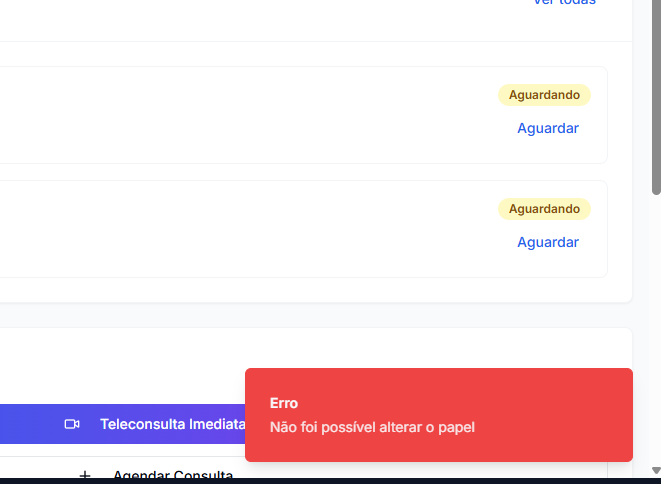 Ver todas
Aguardando
Aguardar
Aguardando
Aguardar
Erro
Não foi possível alterar o papel
Teleconsulta Imediata
Agendar Consulta